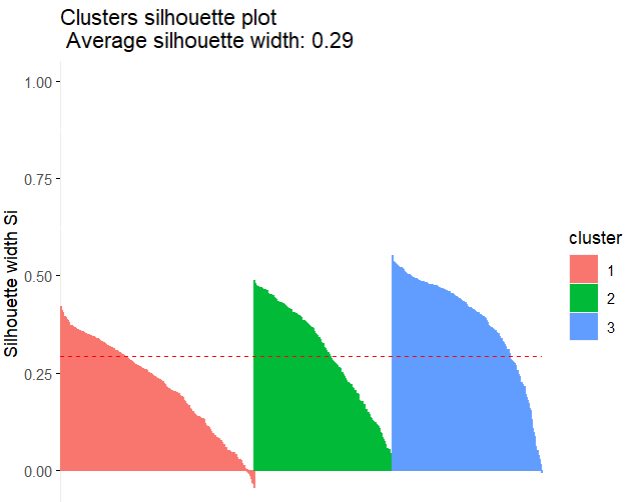 Clusters silhouette plot
Average silhouette width: 0.29
1.00
0.75
0.50
0.25
0.00
Silhouette width Si
cluster
1
2
3